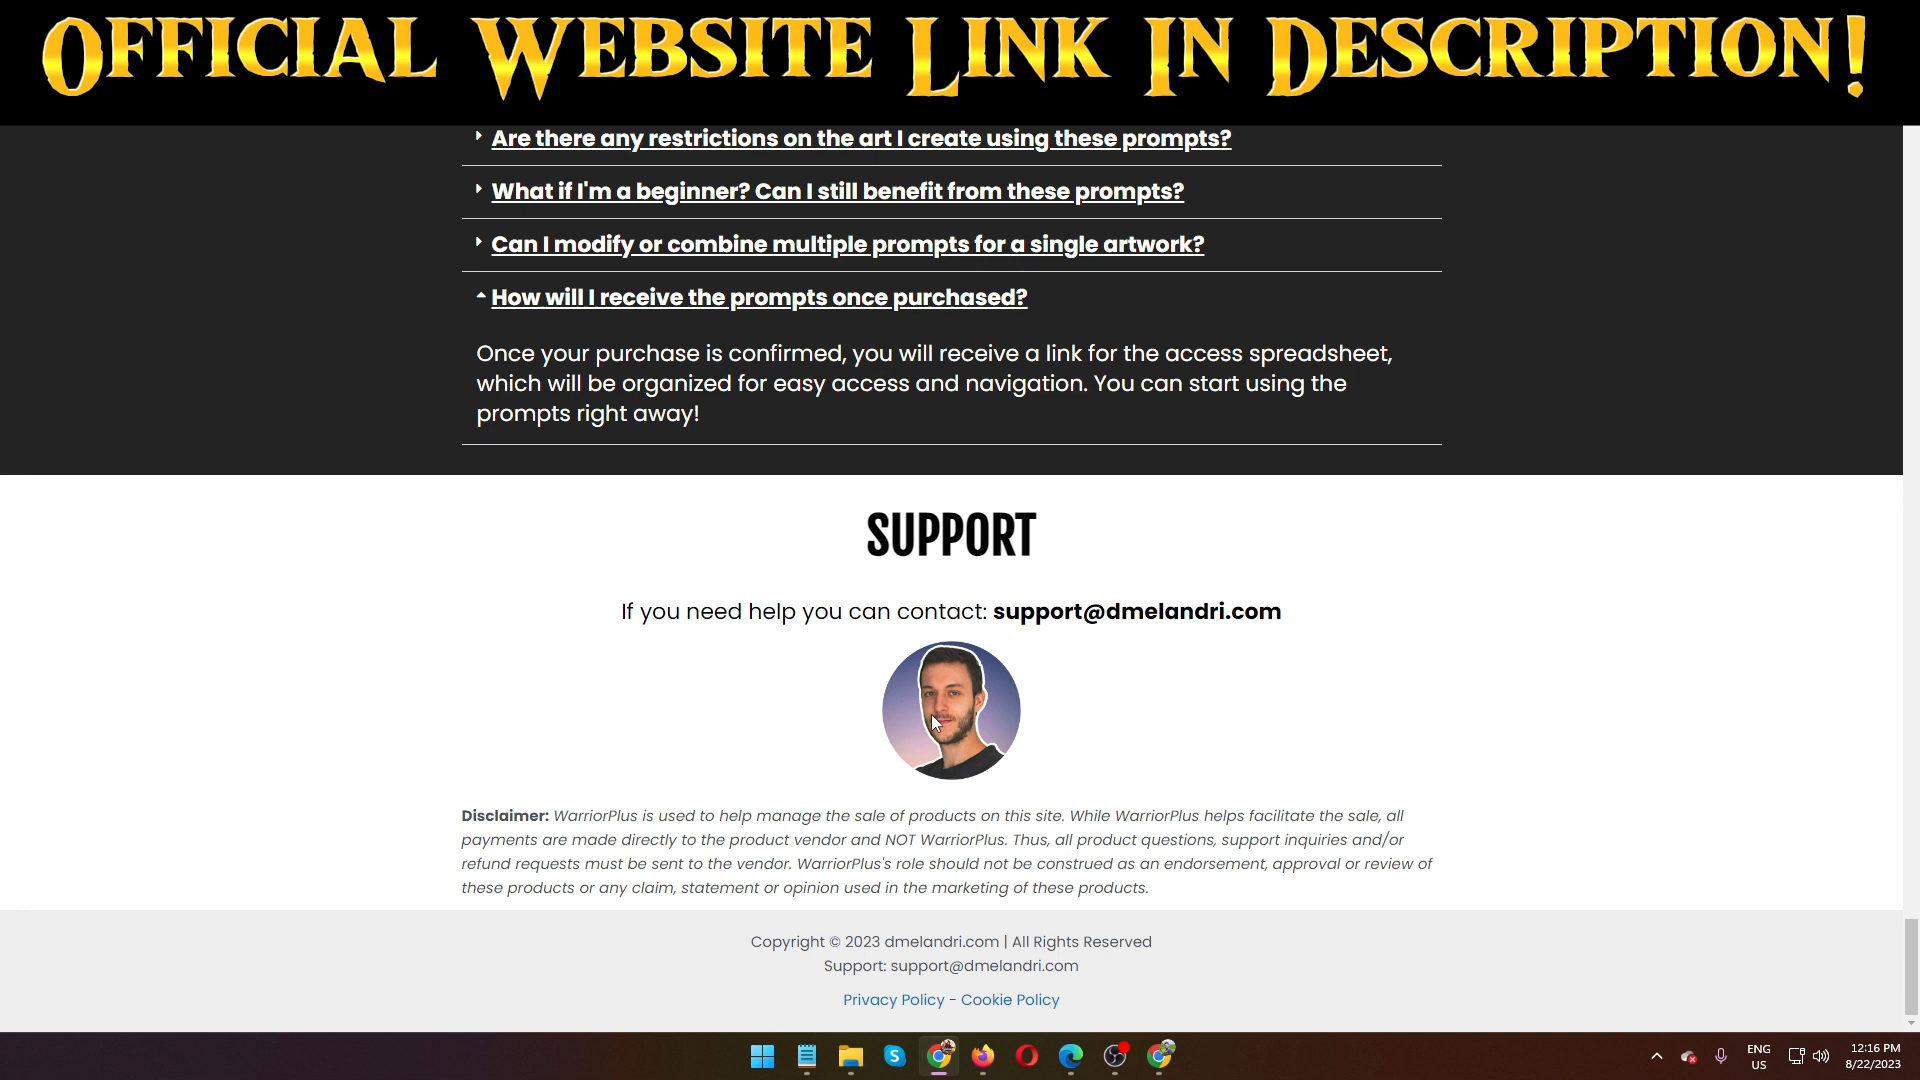 Official Website Link In Description!
Are there any restrictions on the art I create using these prompts?
What if I'm a beginner? Can I still benefit from these prompts?
Can I modify or combine multiple prompts for a single artwork?
How will I receive the prompts once purchased?
Once your purchase is confirmed, you will receive a link for the access spreadsheet,
which will be organized for easy access and navigation. You can start using the
prompts right away!
SUPPORT
If you need help you can contact: support@dmelandri.com
Disclaimer: WarriorPlus is used to help manage the sale of products on this site. While WarriorPlus helps facilitate the sale, all
payments are made directly to the product vendor and NOT WarriorPlus. Thus, all product questions, support inquiries and/or
refund requests must be sent to the vendor. WarriorPlus's role should not be construed as an endorsement, approval or review of
these products or any claim, statement or opinion used in the marketing of these products.
Copyright © 2023 dmelandri.com | All Rights Reserved
Support: support@dmelandri.com
Privacy Policy - Cookie Policy
ENG
US
12:16 PM
8/22/2023